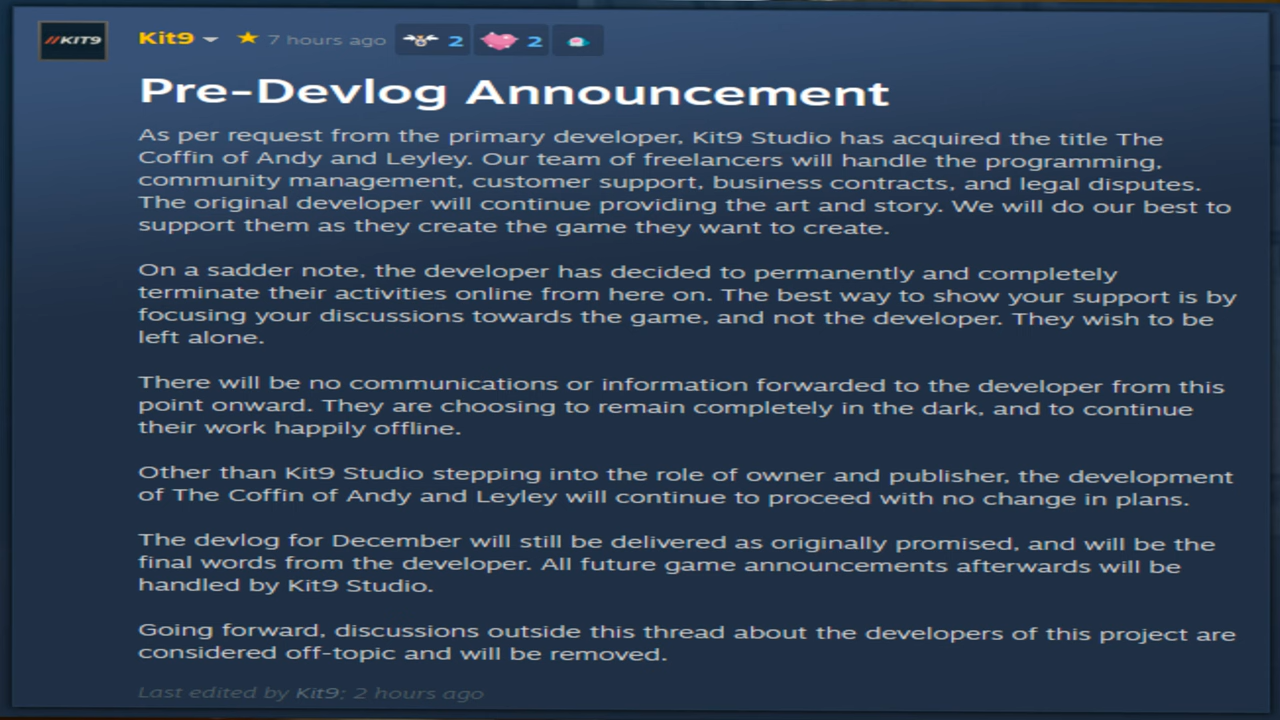 //KIT9
Kit9 7 hours ago 2 2
Pre-Devlog Announcement
As per request from the primary developer, Kit9 Studio has acquired the title The
Coffin of Andy and Leyley. Our team of freelancers will handle the programming,
community management, customer support, business contracts, and legal disputes.
The original developer will continue providing the art and story. We will do our best to
support them as they create the game they want to create.
On a sadder note, the developer has decided to permanently and completely
terminate their activities online from here on. The best way to show your support is by
focusing your discussions towards the game, and not the developer. They wish to be
left alone.
There will be no communications or information forwarded to the developer from this
point onward. They are choosing to remain completely in the dark, and to continue
their work happily offline.
Other than Kit9 Studio stepping into the role of owner and publisher, the development
of The Coffin of Andy and Leyley will continue to proceed with no change in plans.
The devlog for December will still be delivered as originally promised, and will be the
final words from the developer. All future game announcements afterwards will be
handled by Kit9 Studio.
Going forward, discussions outside this thread about the developers of this project are
considered off-topic and will be removed.
Last edited by Kit9; 2 hours ago